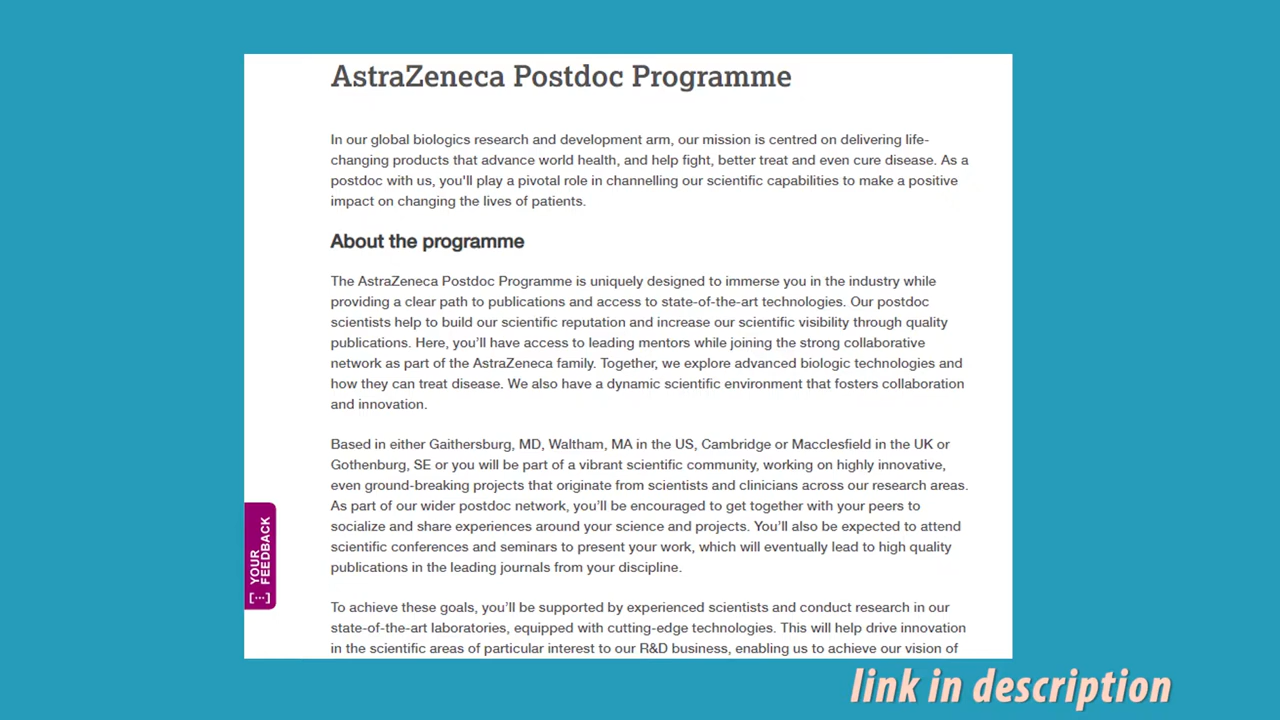 AstraZeneca Postdoc Programme
In our global biologics research and development arm, our mission is centred on delivering life-
changing products that advance world health, and help fight, better treat and even cure disease. As a
postdoc with us, you'll play a pivotal role in channelling our scientific capabilities to make a positive
impact on changing the lives of patients.
About the programme
The AstraZeneca Postdoc Programme is uniquely designed to immerse you in the industry while
providing a clear path to publications and access to state-of-the-art technologies. Our postdoc
scientists help to build our scientific reputation and increase our scientific visibility through quality
publications. Here, you’ll have access to leading mentors while joining the strong collaborative
network as part of the AstraZeneca family. Together, we explore advanced biologic technologies and
how they can treat disease. We also have a dynamic scientific environment that fosters collaboration
and innovation.
Based in either Gaithersburg, MD, Waltham, MA in the US, Cambridge or Macclesfield in the UK or
Gothenburg, SE or you will be part of a vibrant scientific community, working on highly innovative,
even ground-breaking projects that originate from scientists and clinicians across our research areas.
As part of our wider postdoc network, you’ll be encouraged to get together with your peers to
socialize and share experiences around your science and projects. You’ll also be expected to attend
scientific conferences and seminars to present your work, which will eventually lead to high quality
publications in the leading journals from your discipline.
To achieve these goals, you’ll be supported by experienced scientists and conduct research in our
state-of-the-art laboratories, equipped with cutting-edge technologies. This will help drive innovation
in the scientific areas of particular interest to our R&D business, enabling us to achieve our vision of
YOUR
FEEDBACK
link in description